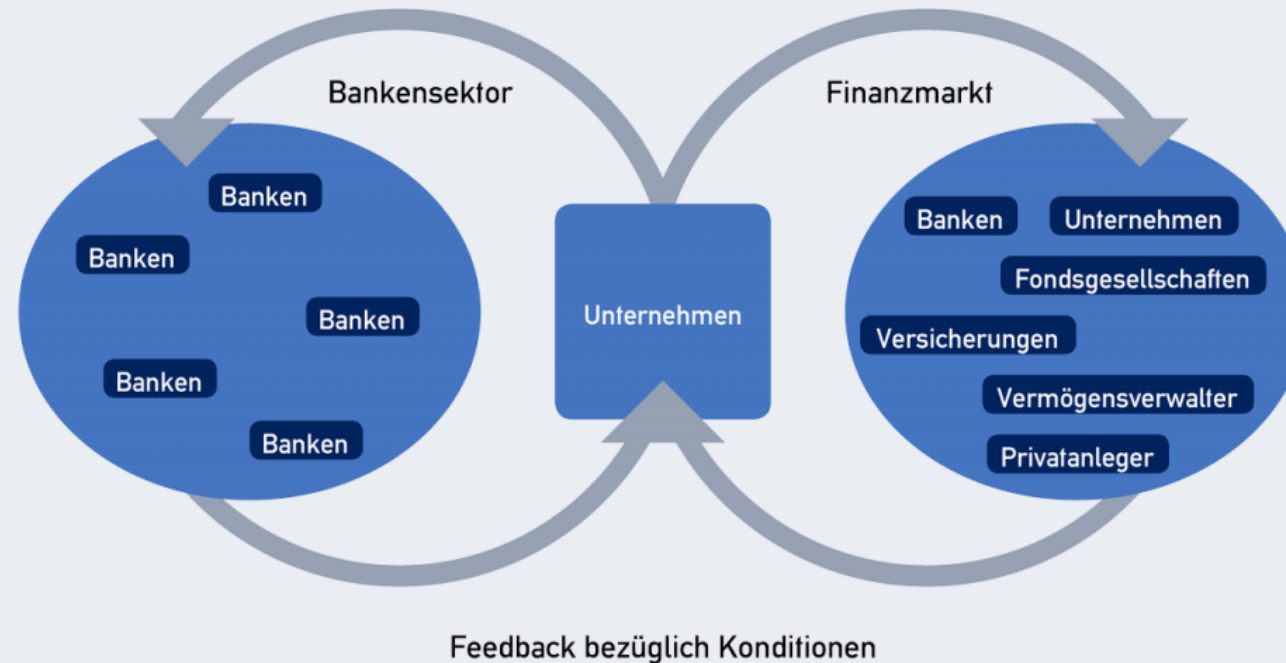 Bankensektor
Finanzmarkt
Banken
Banken
Banken
Banken
Banken
Unternehmen
Banken
Unternehmen
Fondsgesellschaften
Versicherungen
Vermögensverwalter
Privatanleger
Feedback bezüglich Konditionen